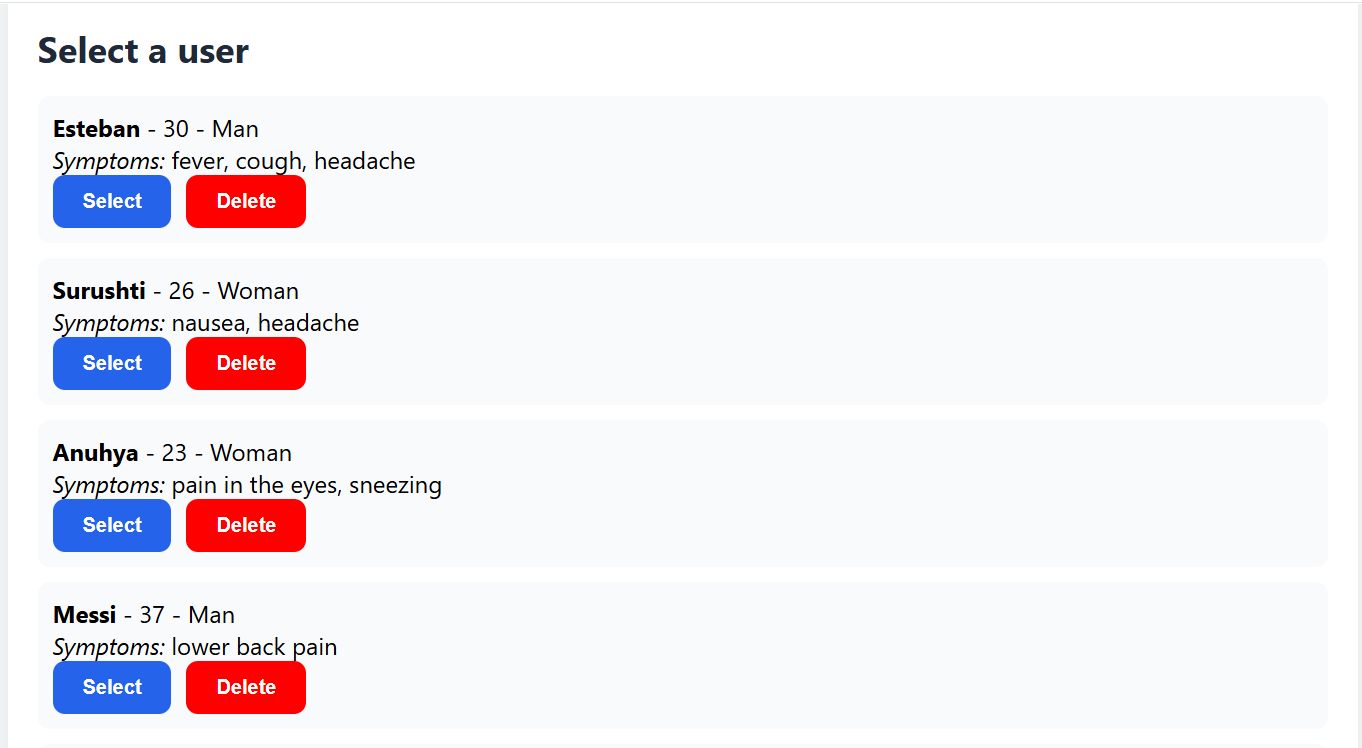 Select a user
Esteban - 30 - Man
Symptoms: fever, cough, headache
Select Delete
Surushti - 26 - Woman
Symptoms: nausea, headache
Select Delete
Anuhya - 23 - Woman
Symptoms: pain in the eyes, sneezing
Select Delete
Messi - 37 - Man
Symptoms: lower back pain
Select Delete